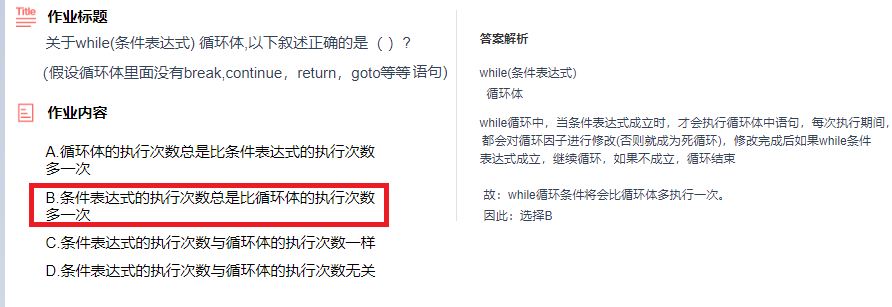 Title 作业标题
关于while(条件表达式) 循环体,以下叙述正确的是（ ）？
(假设循环体里面没有break,continue，return，goto等等语句)
作业内容
A.循环体的执行次数总是比条件表达式的执行次数
多一次
B.条件表达式的执行次数总是比循环体的执行次数
多一次
C.条件表达式的执行次数与循环体的执行次数一样
D.条件表达式的执行次数与循环体的执行次数无关
答案解析
while(条件表达式)
循环体
while循环中，当条件表达式成立时，才会执行循环体中语句，每次执行期间，
都会对循环因子进行修改(否则就成为死循环)，修改完成后如果while条件
表达式成立，继续循环，如果不成立，循环结束
故：while循环条件将会比循环体多执行一次。
因此：选择B